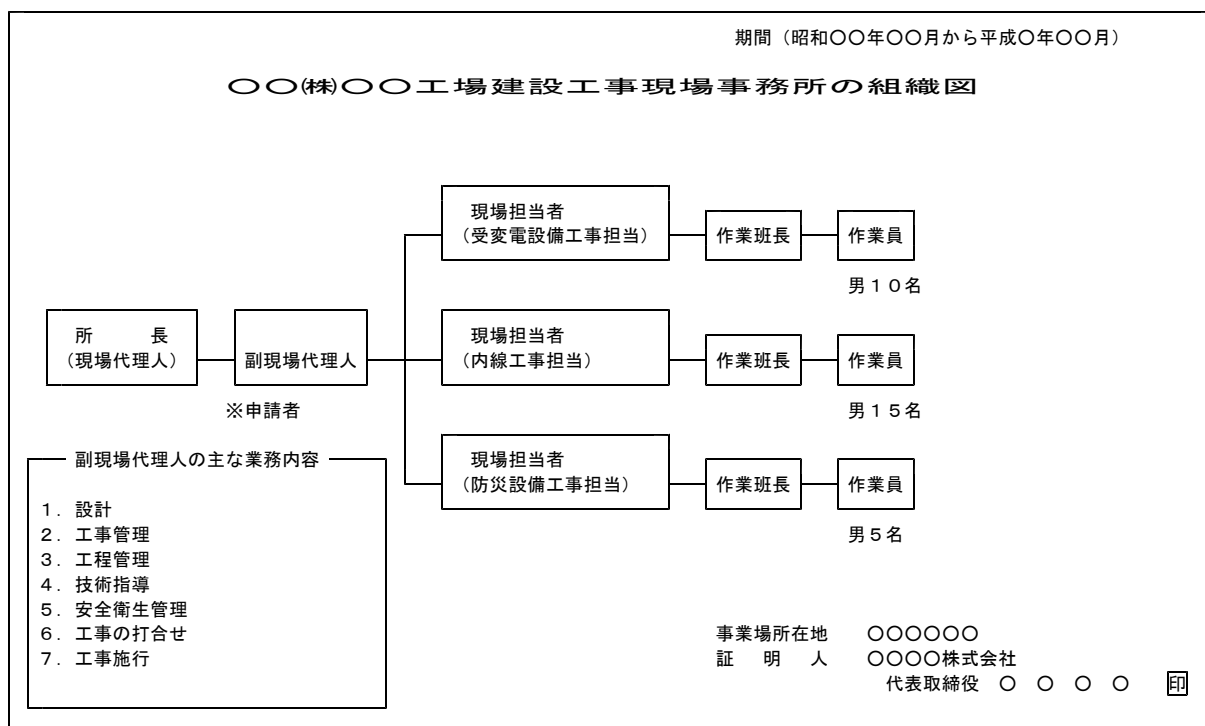 期間（昭和〇〇年〇〇月から平成〇年〇〇月）
〇〇㈱〇〇工場建設工事現場事務所の組織図
現場担当者
（受変電設備工事担当）
作業班長
作業員
男１０名
所　　長
（現場代理人）
副現場代理人
※申請者
現場担当者
（内線工事担当）
作業班長
作業員
男１５名
現場担当者
（防災設備工事担当）
作業班長
作業員
男５名
副現場代理人の主な業務内容
１．設計
２．工事管理
３．工程管理
４．技術指導
５．安全衛生管理
６．工事の打合せ
７．工事施行
事業場所在地　〇〇〇〇〇〇
証　明　人　〇〇〇〇株式会社
代表取締役　〇　〇　〇　〇　印